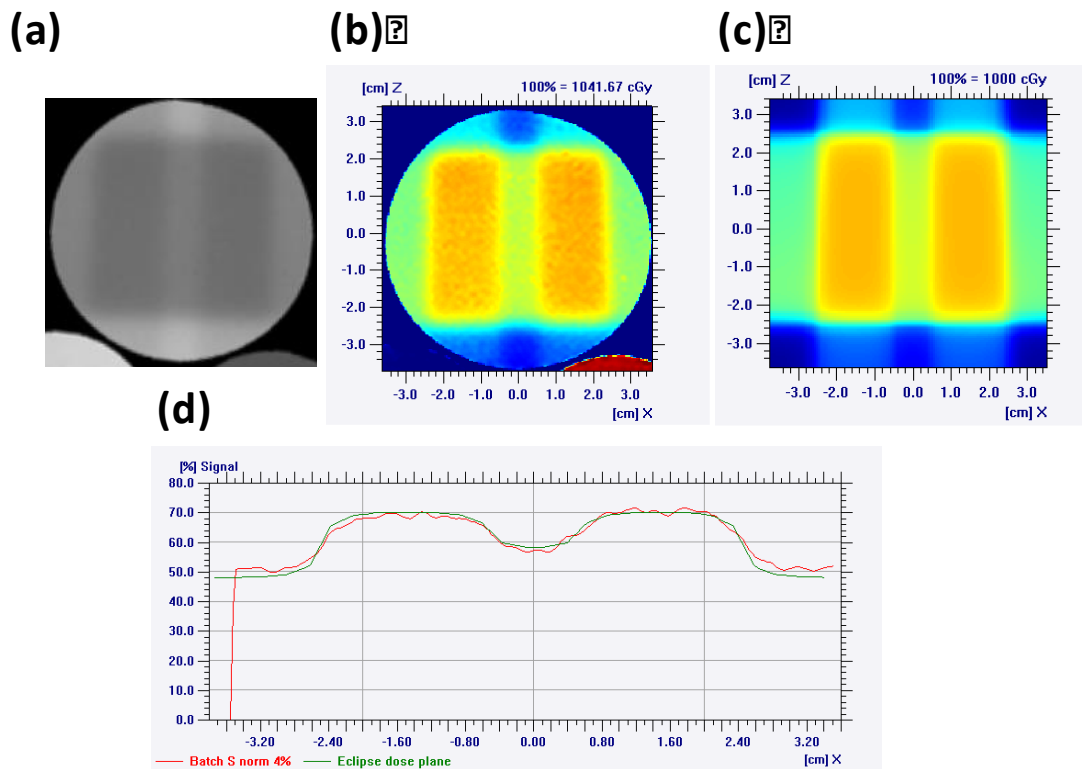 (a)
(b)⍰
(c)⍰
[cm] Z 100% = 1041.67 cGy
3.0
2.0
1.0
0.0
-1.0
-2.0
-3.0
-3.0 -2.0 -1.0 0.0 1.0 2.0 3.0
[cm] X
[cm] Z 100% = 1000 cGy
3.0
2.0
1.0
0.0
-1.0
-2.0
-3.0
-3.0 -2.0 -1.0 0.0 1.0 2.0 3.0
[cm] X
(d)
[%] Signal
80.0
70.0
60.0
50.0
40.0
30.0
20.0
10.0
0.0
-3.20 -2.40 -1.60 -0.80 0.00 0.80 1.60 2.40 3.20
[cm] X
Batch S norm 4% Eclipse dose plane